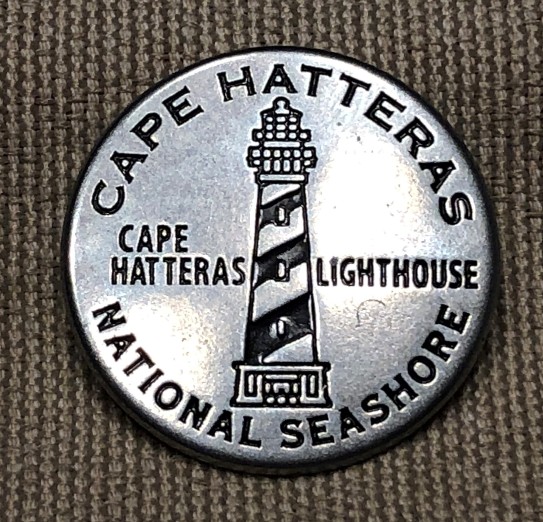 CAPE HATTERAS
CAPE
HATTERAS LIGHTHOUSE
NATIONAL SEASHORE